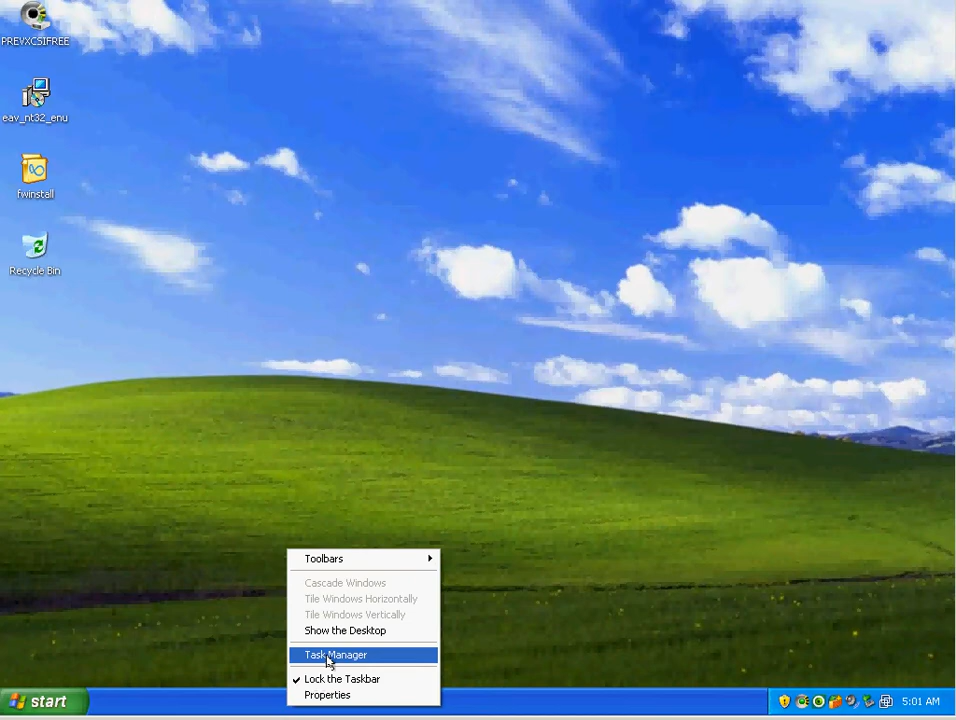 PREVXCSIFREE
eav_nt32_enu
fwinstall
Recycle Bin
Toolbars
Cascade Windows
Tile Windows Horizontally
Tile Windows Vertically
Show the Desktop
Task Manager
Lock the Taskbar
Properties
start
5:01 AM